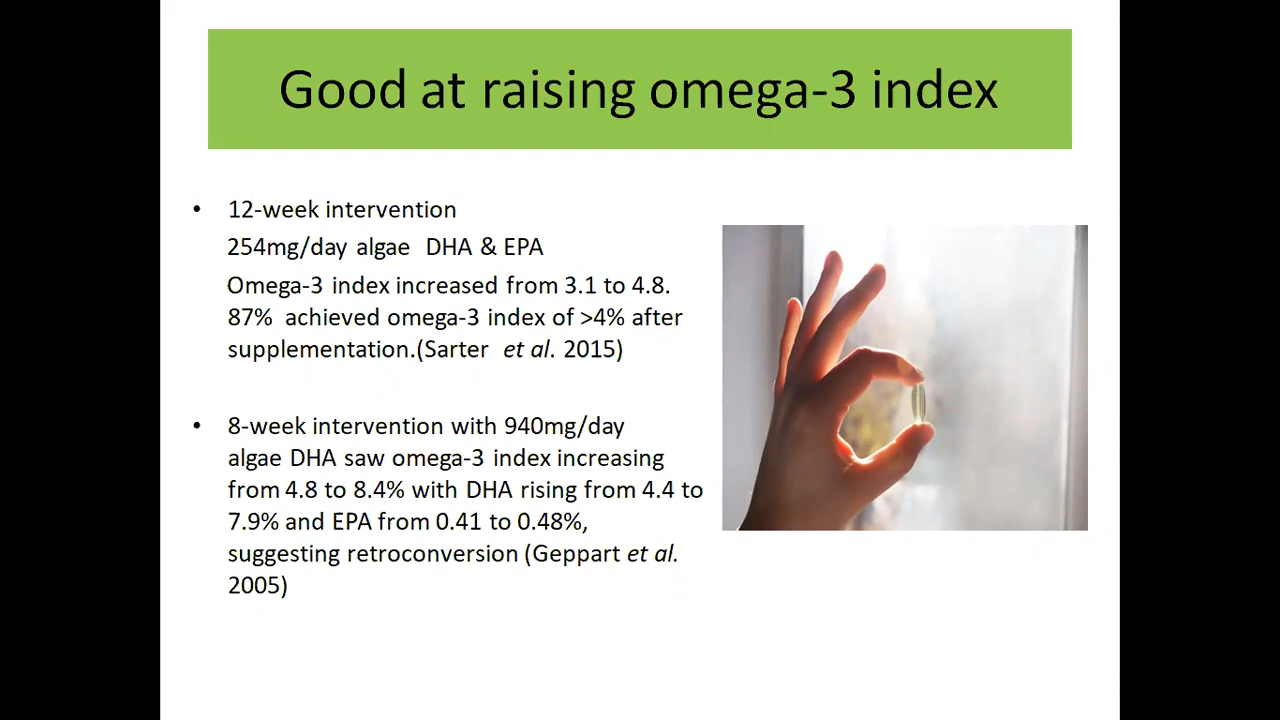 Good at raising omega-3 index
• 12-week intervention
254mg/day algae DHA & EPA
Omega-3 index increased from 3.1 to 4.8.
87% achieved omega-3 index of >4% after
supplementation.(Sarter et al. 2015)
• 8-week intervention with 940mg/day
algae DHA saw omega-3 index increasing
from 4.8 to 8.4% with DHA rising from 4.4 to
7.9% and EPA from 0.41 to 0.48%,
suggesting retroconversion (Geppart et al.
2005)